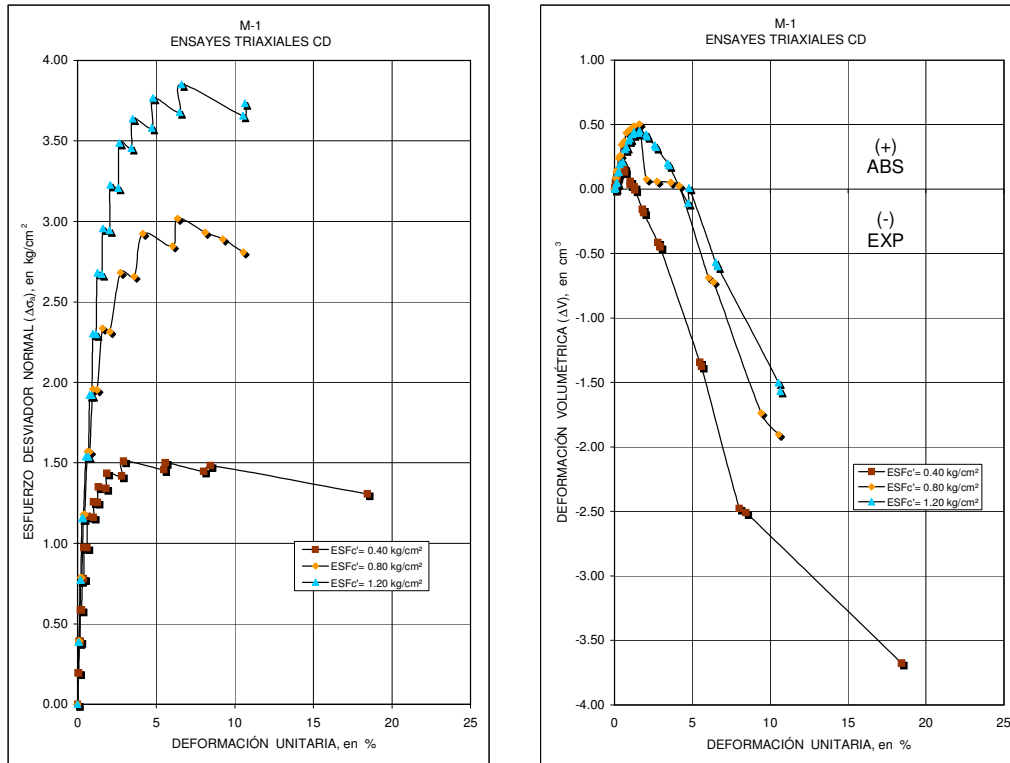 M-1
ENSAYES TRIAXIALES CD
4.00
3.50
3.00
2.50
2.00
1.50
1.00
0.50
0.00
ESFUERZO DESVIADOR NORMAL (Δσa), en kg/cm²
ESFc'= 0.40 kg/cm²
ESFc'= 0.80 kg/cm²
ESFc'= 1.20 kg/cm²
0 5 10 15 20 25
DEFORMACIÓN UNITARIA, en %
M-1
ENSAYES TRIAXIALES CD
1.00
0.50
0.00
-0.50
-1.00
-1.50
-2.00
-2.50
-3.00
-3.50
-4.00
DEFORMACIÓN VOLUMÉTRICA (ΔV), en cm³
(+)
ABS
(-)
EXP
ESFc'= 0.40 kg/cm²
ESFc'= 0.80 kg/cm²
ESFc'= 1.20 kg/cm²
0 5 10 15 20 25
DEFORMACIÓN UNITARIA, en %